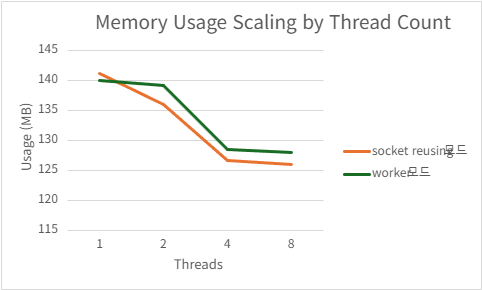 Memory Usage Scaling by Thread Count
145
140
135
130
125
120
115
Usage (MB)
1 2 4 8
Threads
socket reusing모드
worker모드